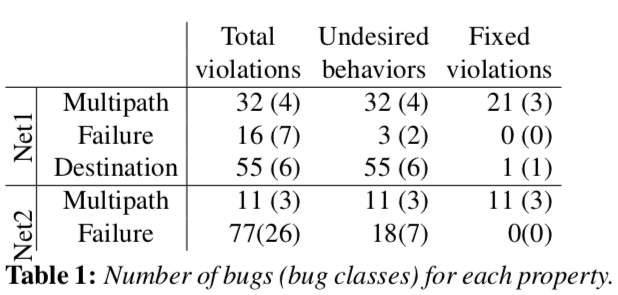 Total Undesired Fixed
violations behaviors violations
Net1
Multipath 32 (4) 32 (4) 21 (3)
Failure 16 (7) 3 (2) 0 (0)
Destination 55 (6) 55 (6) 1 (1)
Net2
Multipath 11 (3) 11 (3) 11 (3)
Failure 77(26) 18(7) 0(0)
Table 1: Number of bugs (bug classes) for each property.